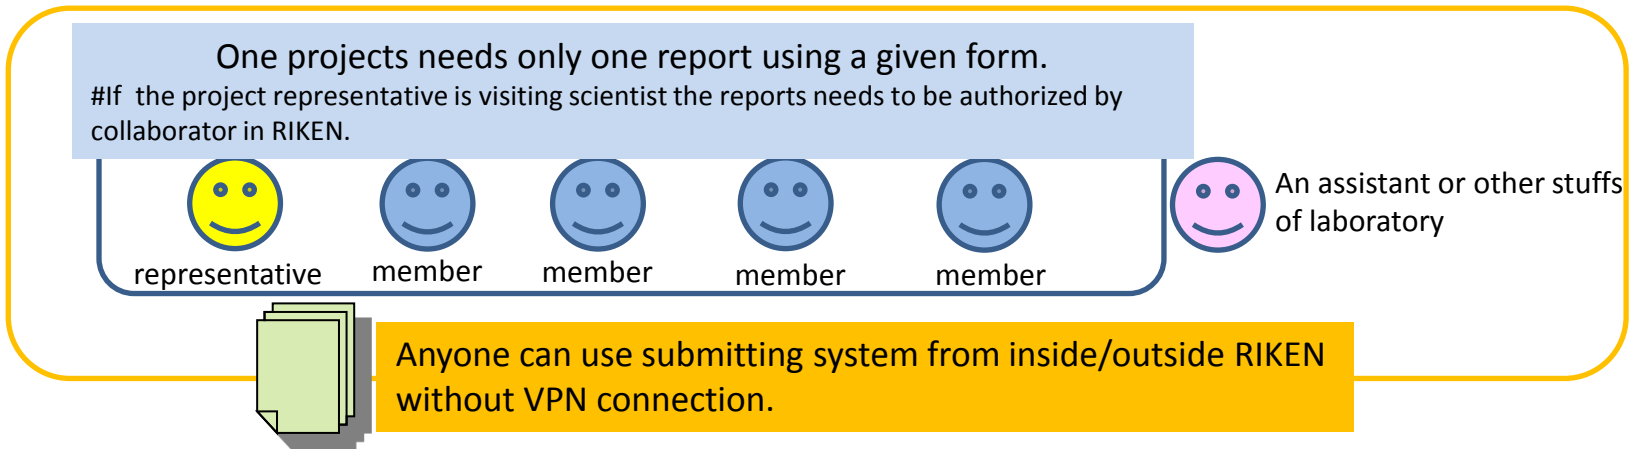 One projects needs only one report using a given form.
#If the project representative is visiting scientist the reports needs to be authorized by
collaborator in RIKEN.
An assistant or other stuffs
of laboratory
representative
member
member
member
member
Anyone can use submitting system from inside/outside RIKEN
without VPN connection.